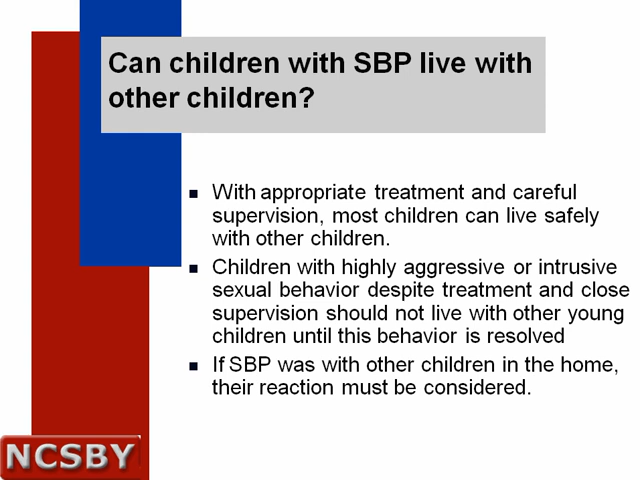 Can children with SBP live with
other children?
With appropriate treatment and careful
supervision, most children can live safely
with other children.
Children with highly aggressive or intrusive
sexual behavior despite treatment and close
supervision should not live with other young
children until this behavior is resolved
If SBP was with other children in the home,
their reaction must be considered.
NCSBY